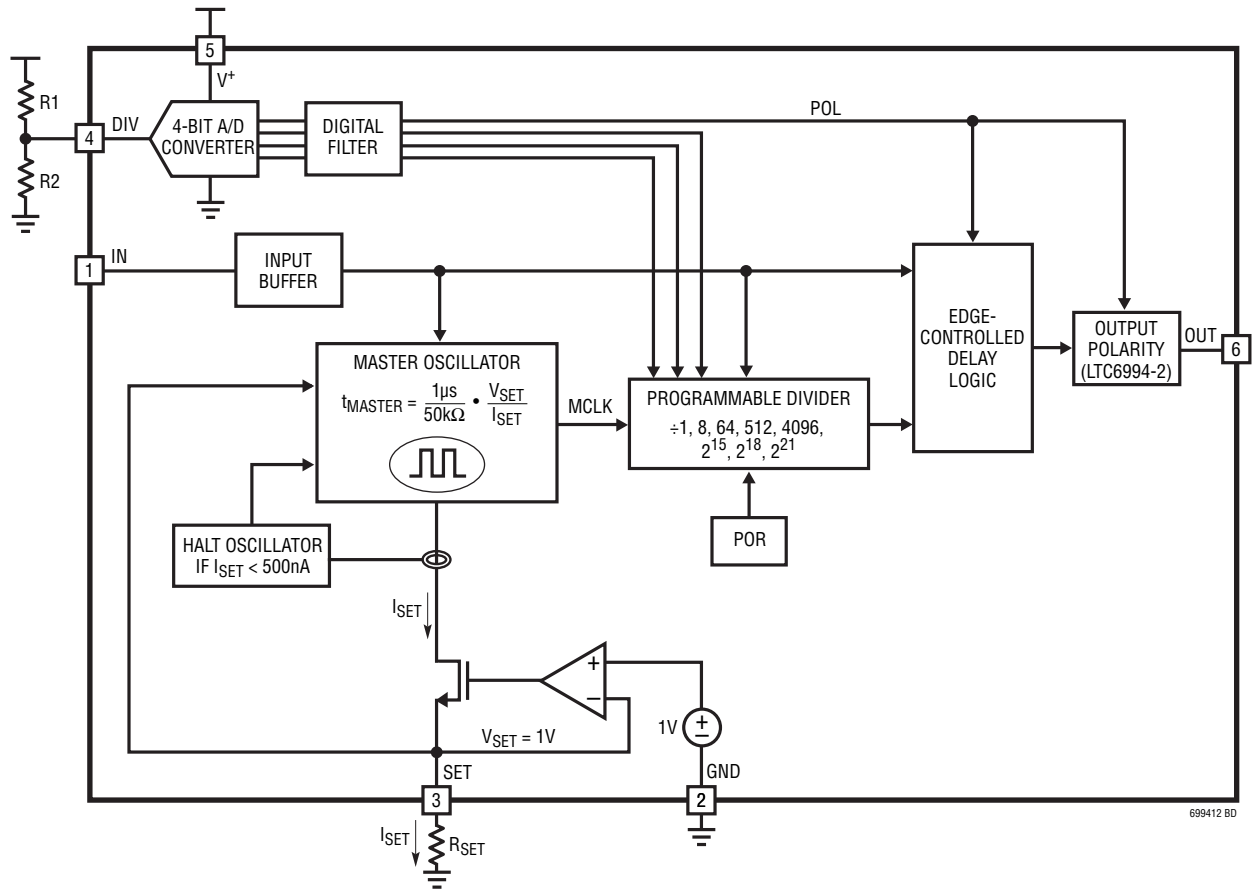 5
V+
R1
4
DIV
4-BIT A/D
CONVERTER
DIGITAL
FILTER
POL
R2
1
IN
INPUT
BUFFER
EDGE-
CONTROLLED
DELAY
LOGIC
OUTPUT
POLARITY
(LTC6994-2)
OUT
6
MASTER OSCILLATOR
tMASTER = 1µs/50kΩ • VSET/ISET
MCLK
PROGRAMMABLE DIVIDER
÷1, 8, 64, 512, 4096,
2^15, 2^18, 2^21
POR
HALT OSCILLATOR
IF ISET < 500nA
ISET
+
−
1V
+
−
VSET = 1V
SET
GND
3
2
699412 BD
ISET
RSET